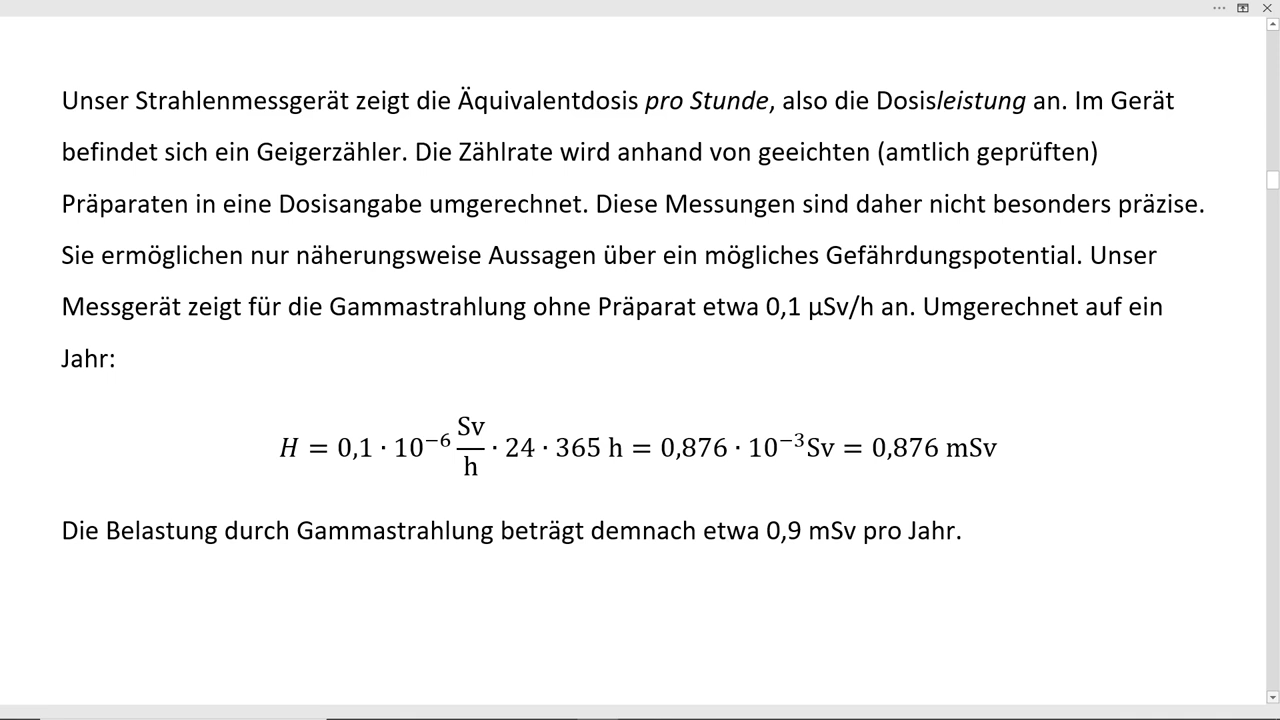 Unser Strahlenmessgerät zeigt die Äquivalentdosis pro Stunde, also die Dosisleistung an. Im Gerät
befindet sich ein Geigerzähler. Die Zählrate wird anhand von geeichten (amtlich geprüften)
Präparaten in eine Dosisangabe umgerechnet. Diese Messungen sind daher nicht besonders präzise.
Sie ermöglichen nur näherungsweise Aussagen über ein mögliches Gefährdungspotential. Unser
Messgerät zeigt für die Gammastrahlung ohne Präparat etwa 0,1 µSv/h an. Umgerechnet auf ein
Jahr:
H = 0,1 · 10⁻⁶ Sv/h · 24 · 365 h = 0,876 · 10⁻³ Sv = 0,876 mSv
Die Belastung durch Gammastrahlung beträgt demnach etwa 0,9 mSv pro Jahr.